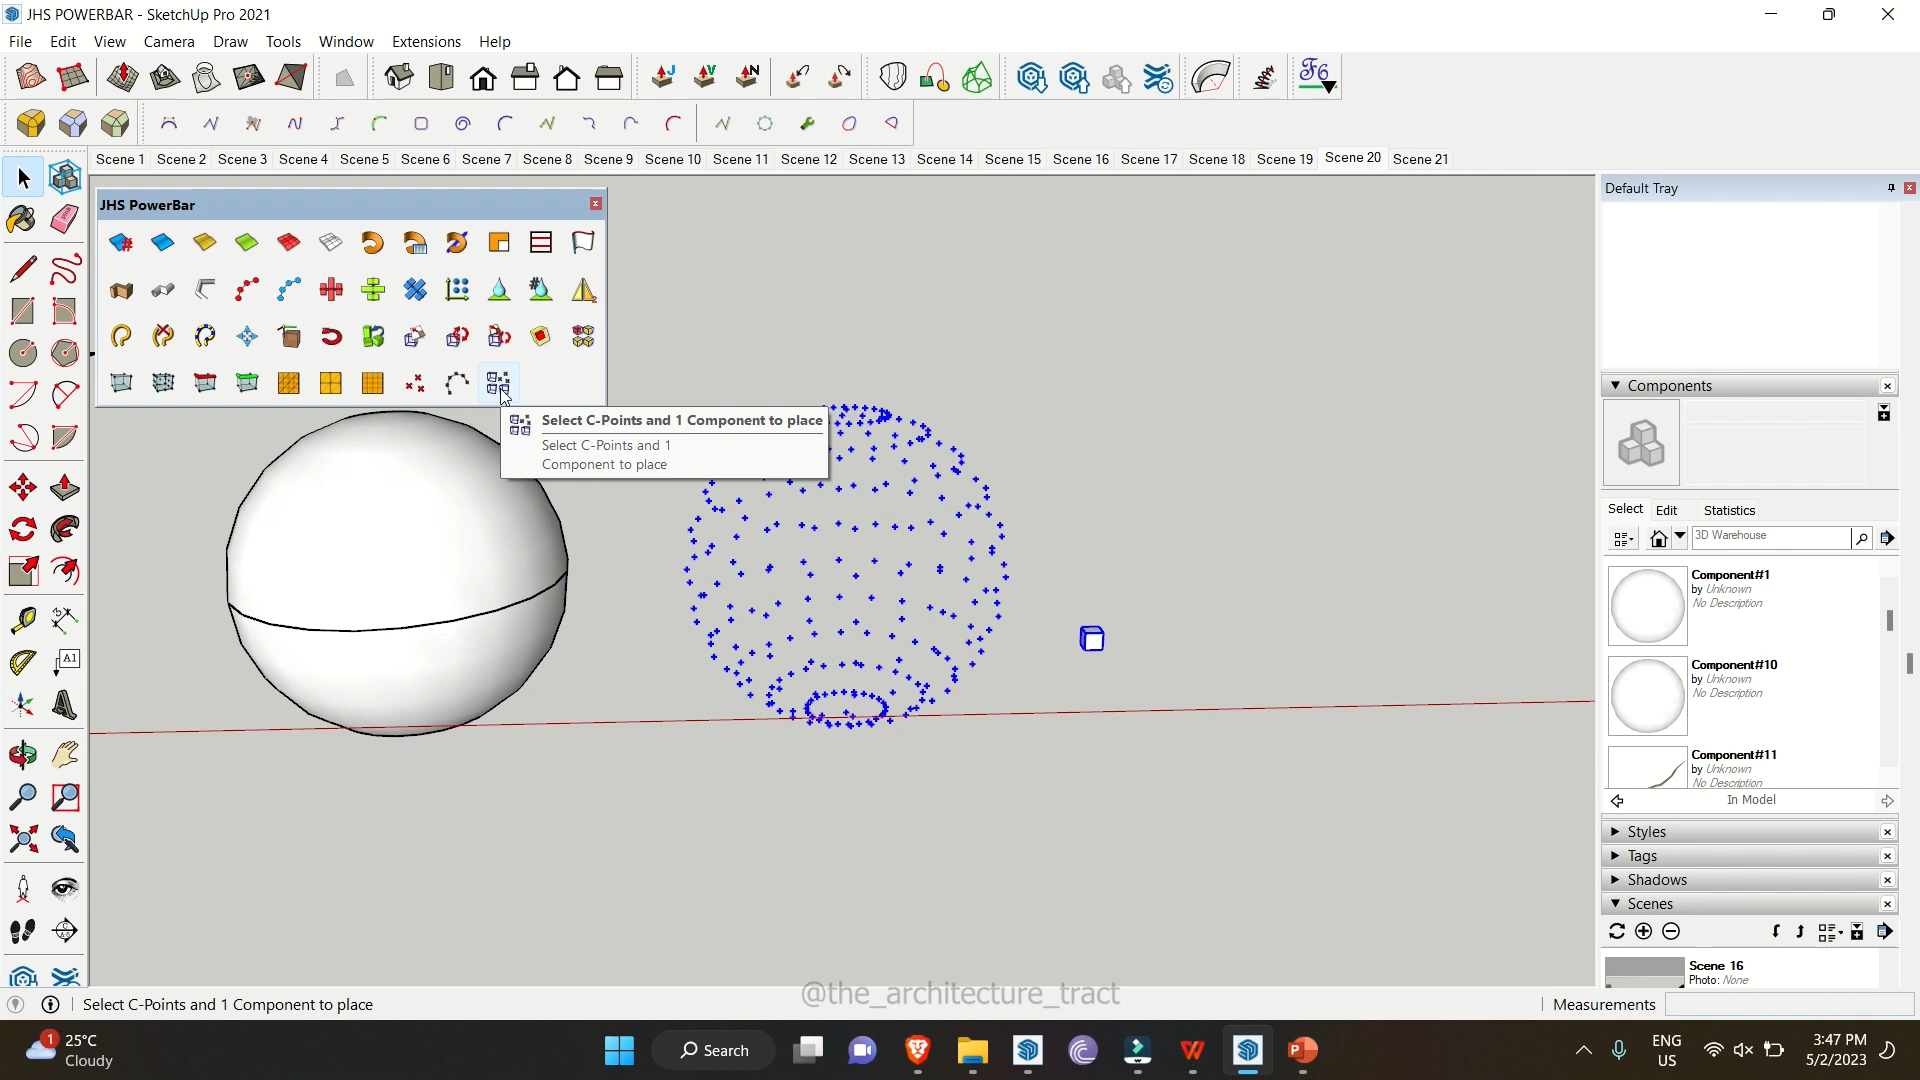 JHS POWERBAR - SketchUp Pro 2021
File Edit View Camera Draw Tools Window Extensions Help
J V N F6
Scene 1 Scene 2 Scene 3 Scene 4 Scene 5 Scene 6 Scene 7 Scene 8 Scene 9 Scene 10 Scene 11 Scene 12 Scene 13 Scene 14 Scene 15 Scene 16 Scene 17 Scene 18 Scene 19 Scene 20 Scene 21
JHS PowerBar
Select C-Points and 1 Component to place
Select C-Points and 1
Component to place
A1
Default Tray
Components
Select Edit Statistics
3D Warehouse
Component#1
by Unknown
No Description
Component#10
by Unknown
No Description
Component#11
by Unknown
No Description
In Model
Styles
Tags
Shadows
Scenes
Scene 16
Photo: None
@the_architecture_tract
Select C-Points and 1 Component to place
Measurements
1
25°C
Cloudy
Search
ENG
US
3:47 PM
5/2/2023